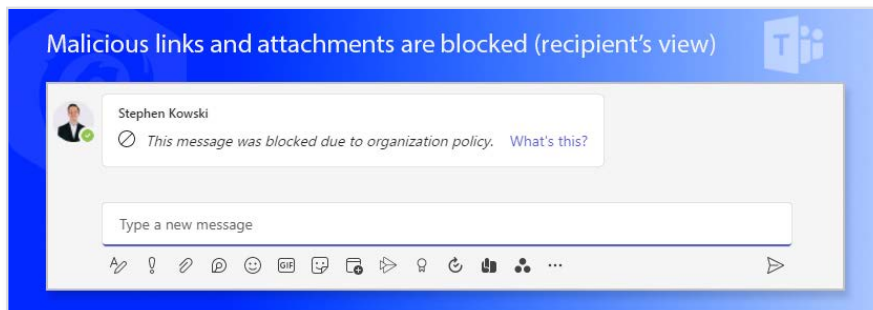 Malicious links and attachments are blocked (recipient's view)
T
Stephen Kowski
This message was blocked due to organization policy. What's this?
Type a new message
GIF